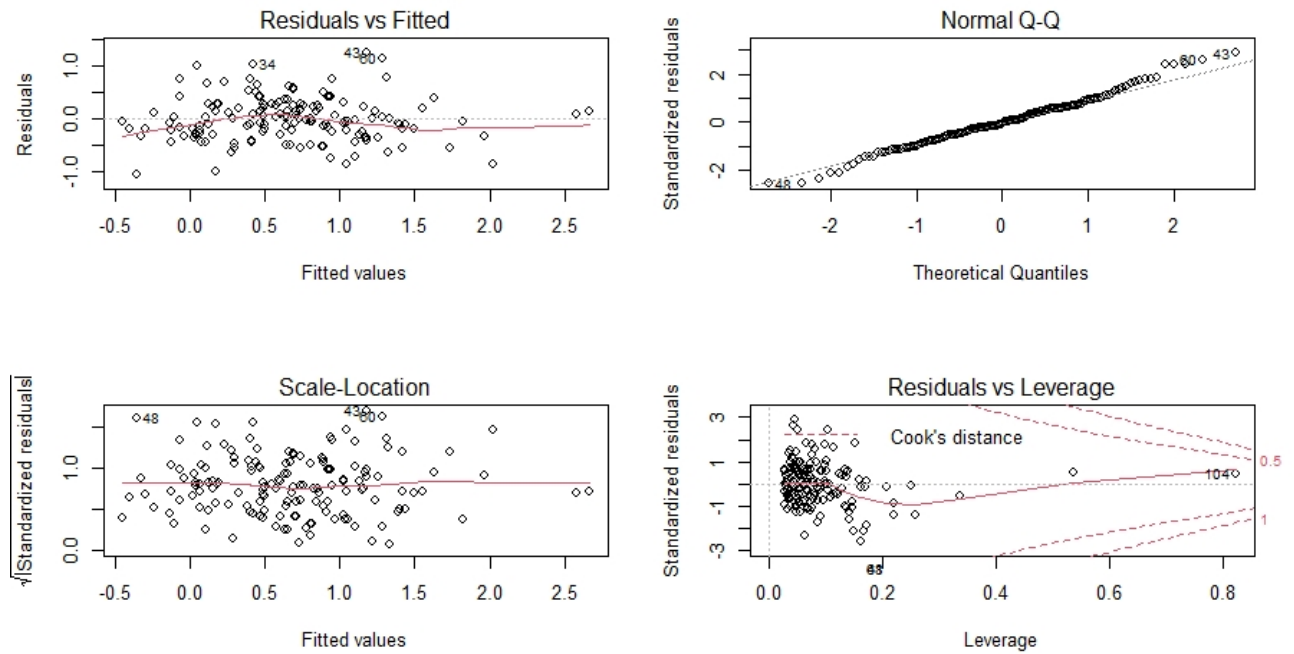 Residuals vs Fitted
Residuals
1.0
0.0
-1.0
43
60
34
-0.5 0.0 0.5 1.0 1.5 2.0 2.5
Fitted values
Normal Q-Q
Standardized residuals
2
0
-2
60
43
48
-2 -1 0 1 2
Theoretical Quantiles
Scale-Location
√|Standardized residuals|
1.0
0.0
48
43
60
-0.5 0.0 0.5 1.0 1.5 2.0 2.5
Fitted values
Residuals vs Leverage
Standardized residuals
3
1
-1
-3
Cook's distance
0.5
104
1
0.0 0.2 0.4 0.6 0.8
Leverage